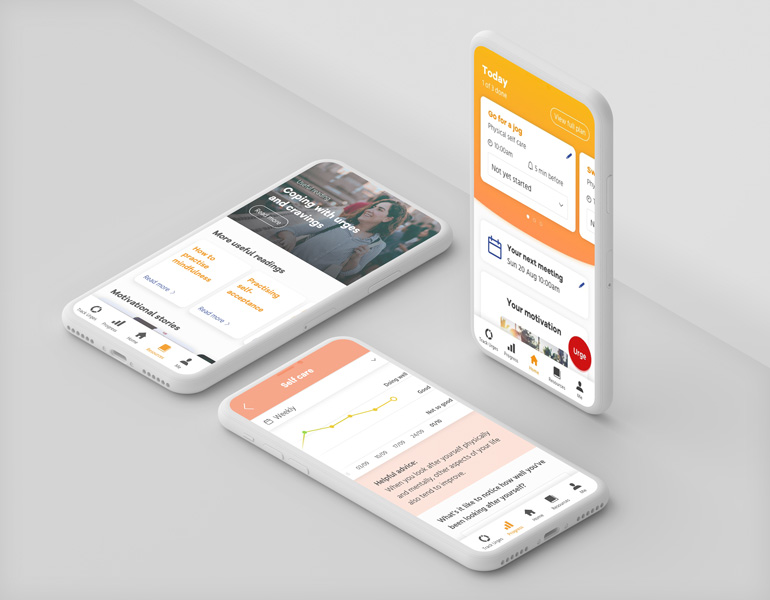 Today
1 of 3 done
View full plan
Go for a jog
Physical self care
10:00am
5 min before
Not yet started
Your next meeting
Sun 20 Aug 10:00am
Your motivation
Urge
Track Urges
Progress
Home
Resources
Me
Coping with urges
and cravings
Read more
More useful readings
How to
practise
mindfulness
Read more
Practising
self-
acceptance
Read more
Motivational stories
Track Urges
Progress
Home
Resources
Me
Self care
Weekly
Doing well
Good
Not so good
Helpful advice:
When you look after yourself physically
and mentally, other aspects of your life
also tend to improve.
What's it like to notice how well you've
been looking after yourself?
Track Urges
Progress
Home
Resources
Me